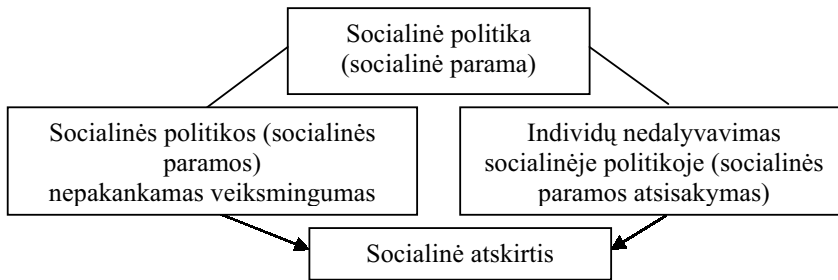 Socialinė politika
(socialinė parama)
Socialinės politikos (socialinės
paramos)
nepakankamas veiksmingumas
Individų nedalyvavimas
socialinėje politikoje (socialinės
paramos atsisakymas)
Socialinė atskirtis